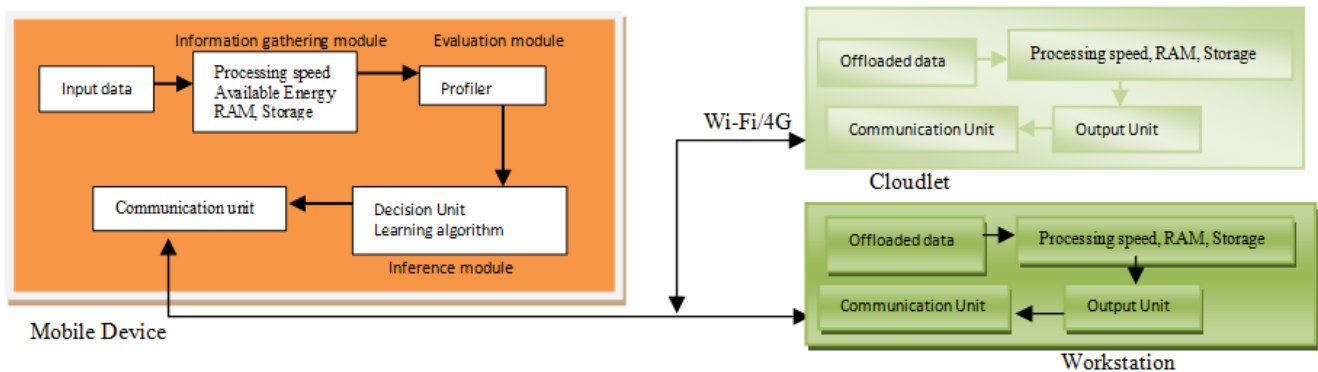 Information gathering module
Evaluation module
Input data
Processing speed
Available Energy
RAM, Storage
Profiler
Communication unit
Decision Unit
Learning algorithm
Inference module
Mobile Device
Wi-Fi/4G
Offloaded data
Processing speed, RAM, Storage
Communication Unit
Output Unit
Cloudlet
Offloaded data
Processing speed, RAM, Storage
Communication Unit
Output Unit
Workstation